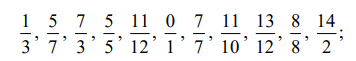 1/3, 5/7, 7/3, 5/5, 11/12, 0/1, 7/7, 11/10, 13/12, 8/8, 14/2;